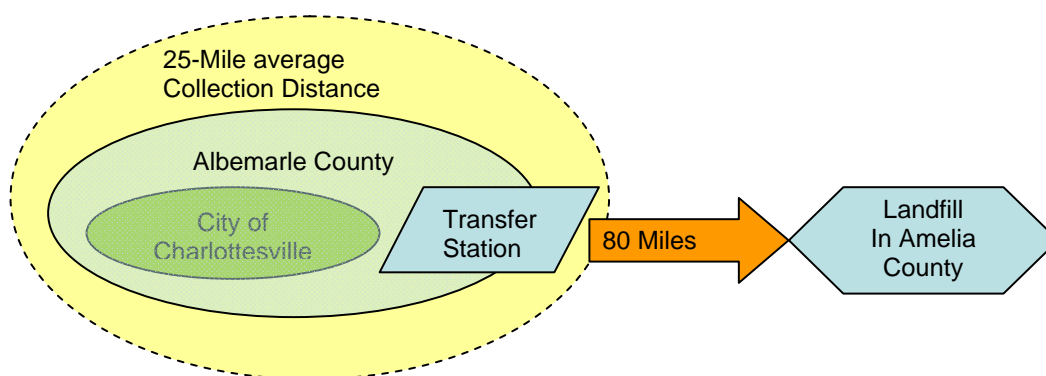 25-Mile average
Collection Distance
Albemarle County
City of
Charlottesville
Transfer
Station
80 Miles
Landfill
In Amelia
County